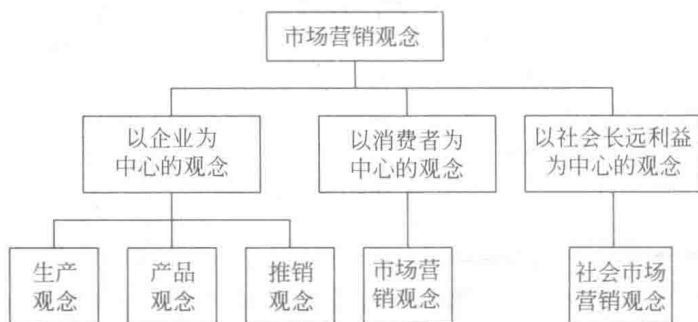 市场营销观念
以企业为
中心的观念
以消费者为
中心的观念
以社会长远利益
为中心的观念
生产
观念
产品
观念
推销
观念
市场营
销观念
社会市场
营销观念